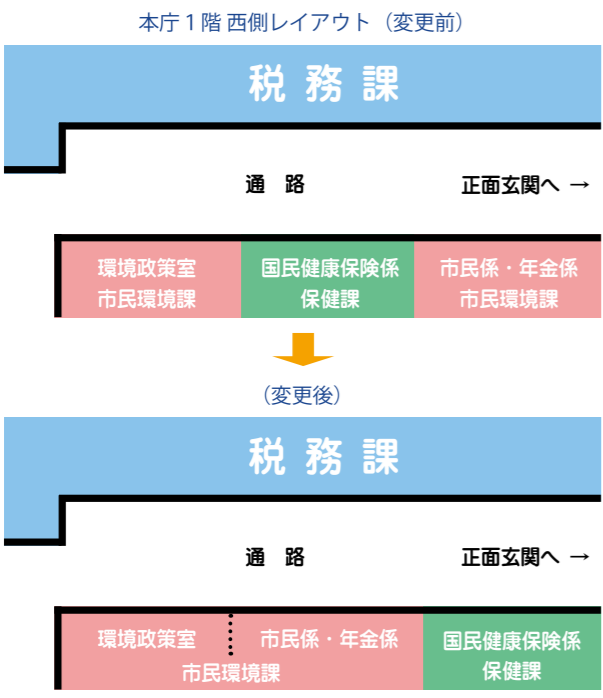 本庁1階 西側レイアウト（変更前）
税務課
通路
正面玄関へ →
環境政策室
市民環境課
国民健康保険係
保健課
市民係・年金係
市民環境課
（変更後）
税務課
通路
正面玄関へ →
環境政策室
市民係・年金係
市民環境課
国民健康保険係
保健課